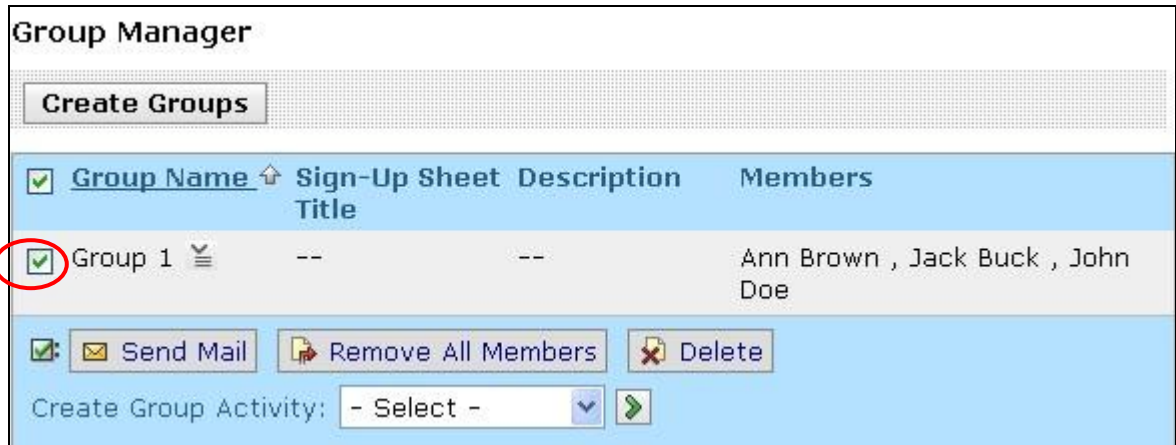 Group Manager
Create Groups
Group Name Sign-Up Sheet Description Members
Title
Group 1 -- -- Ann Brown , Jack Buck , John
Doe
: Send Mail Remove All Members Delete
Create Group Activity: - Select -